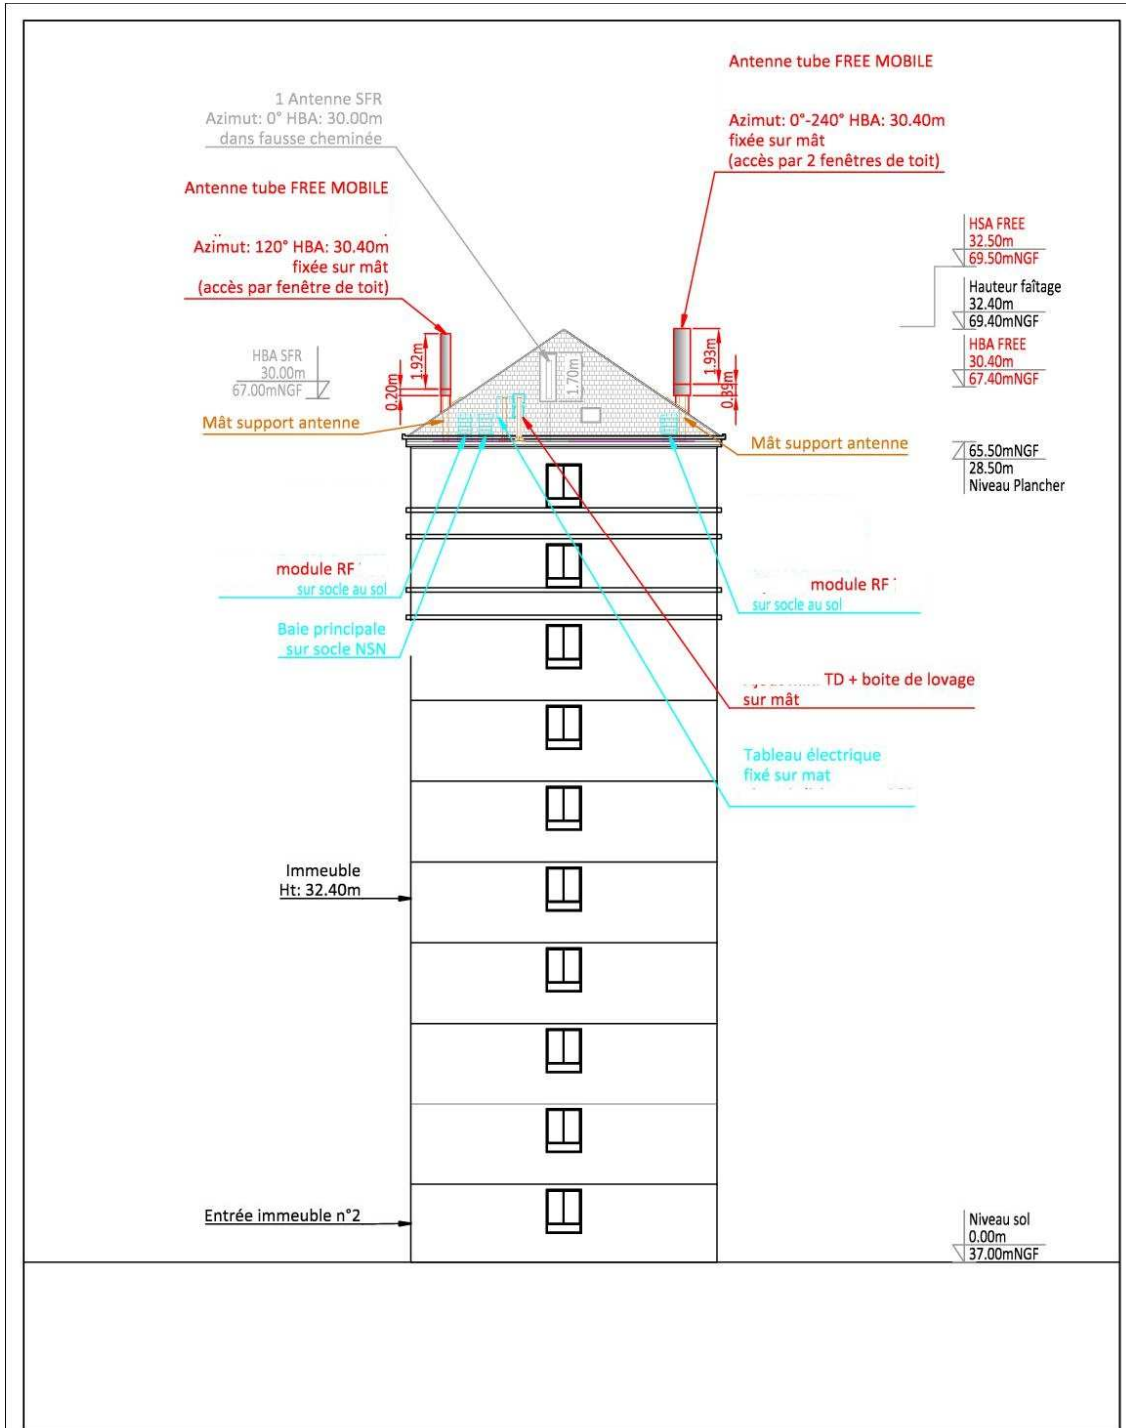 Antenne tube FREE MOBILE
1 Antenne SFR
Azimut: 0° HBA: 30.00m
dans fausse cheminée
Azimut: 0°-240° HBA: 30.40m
fixée sur mât
(accès par 2 fenêtres de toit)
Antenne tube FREE MOBILE
Azimut: 120° HBA: 30.40m
fixée sur mât
(accès par fenêtre de toit)
HSA FREE
32.50m
69.50mNGF
Hauteur faîtage
32.40m
69.40mNGF
HBA FREE
30.40m
67.40mNGF
HBA SFR
30.00m
67.00mNGF
1.92m
0.20m
1.70m
1.93m
0.39m
Mât support antenne
Mât support antenne
65.50mNGF
28.50m
Niveau Plancher
module RF
sur socle au sol
module RF
sur socle au sol
Baie principale
sur socle NSN
TD + boite de lovage
sur mât
Tableau électrique
fixé sur mat
Immeuble
Ht: 32.40m
Entrée immeuble n°2
Niveau sol
0.00m
37.00mNGF